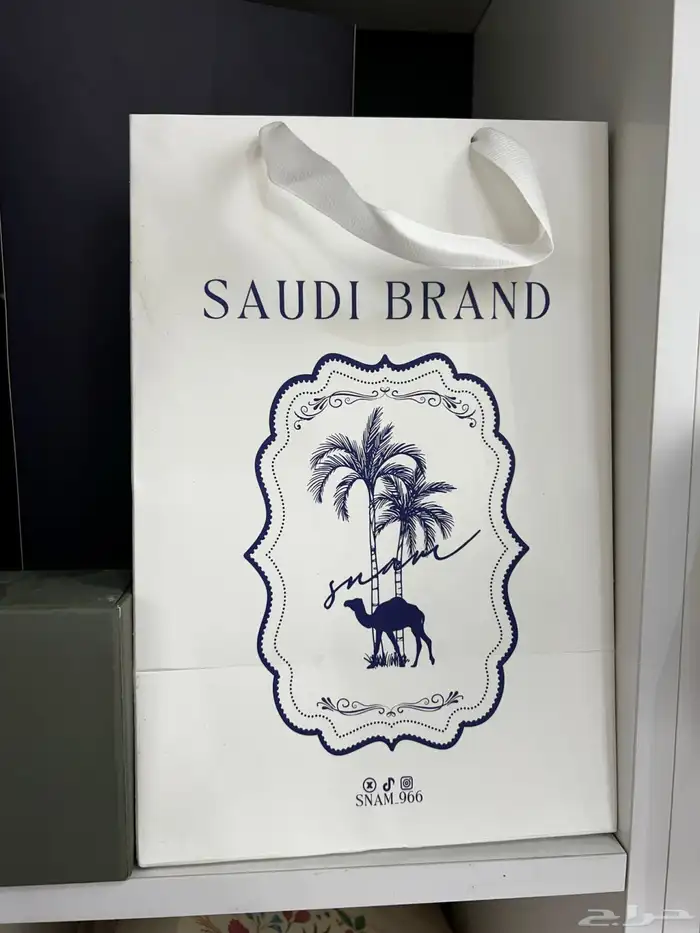 SAUDI BRAND
snam
SNAM_966
حراج